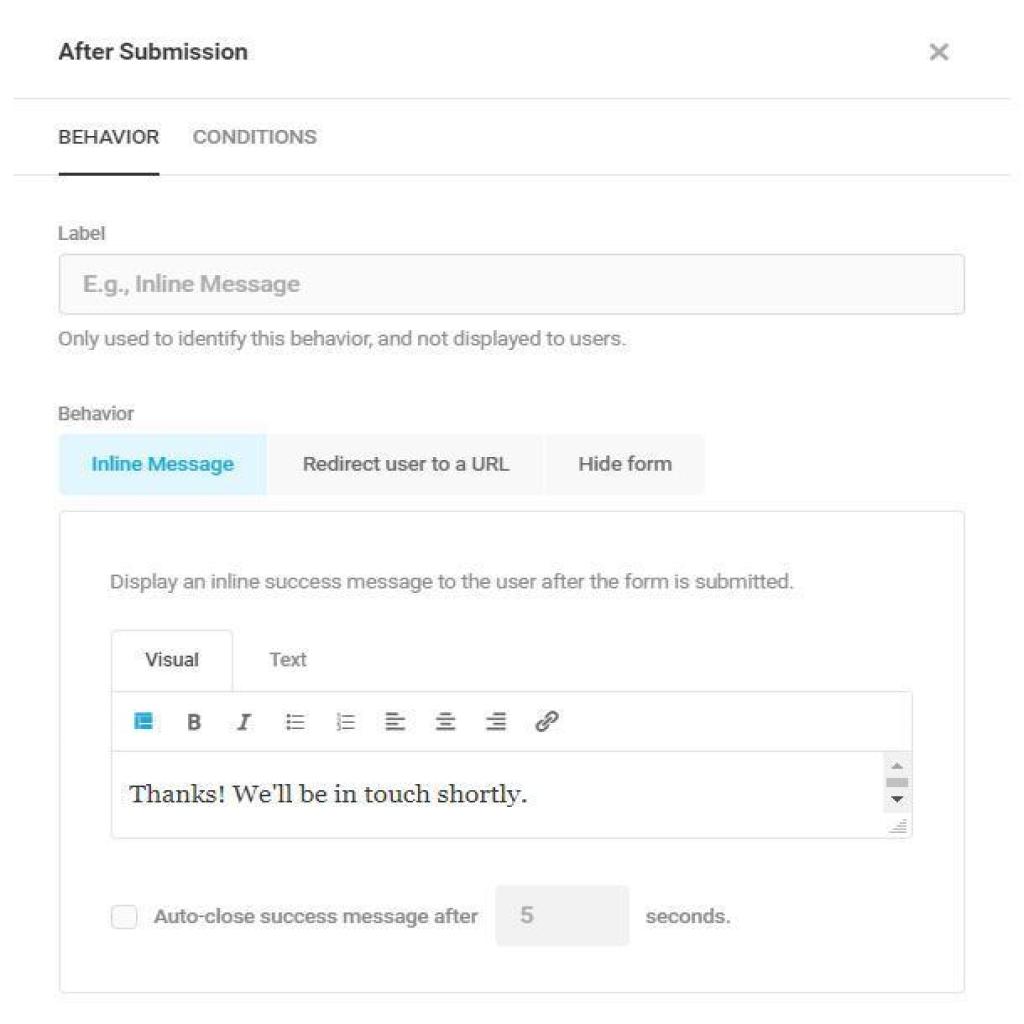 After Submission
BEHAVIOR CONDITIONS
Label
E.g., Inline Message
Only used to identify this behavior, and not displayed to users.
Behavior
Inline Message Redirect user to a URL Hide form
Display an inline success message to the user after the form is submitted.
Visual Text
B I
Thanks! We'll be in touch shortly.
Auto-close success message after 5 seconds.